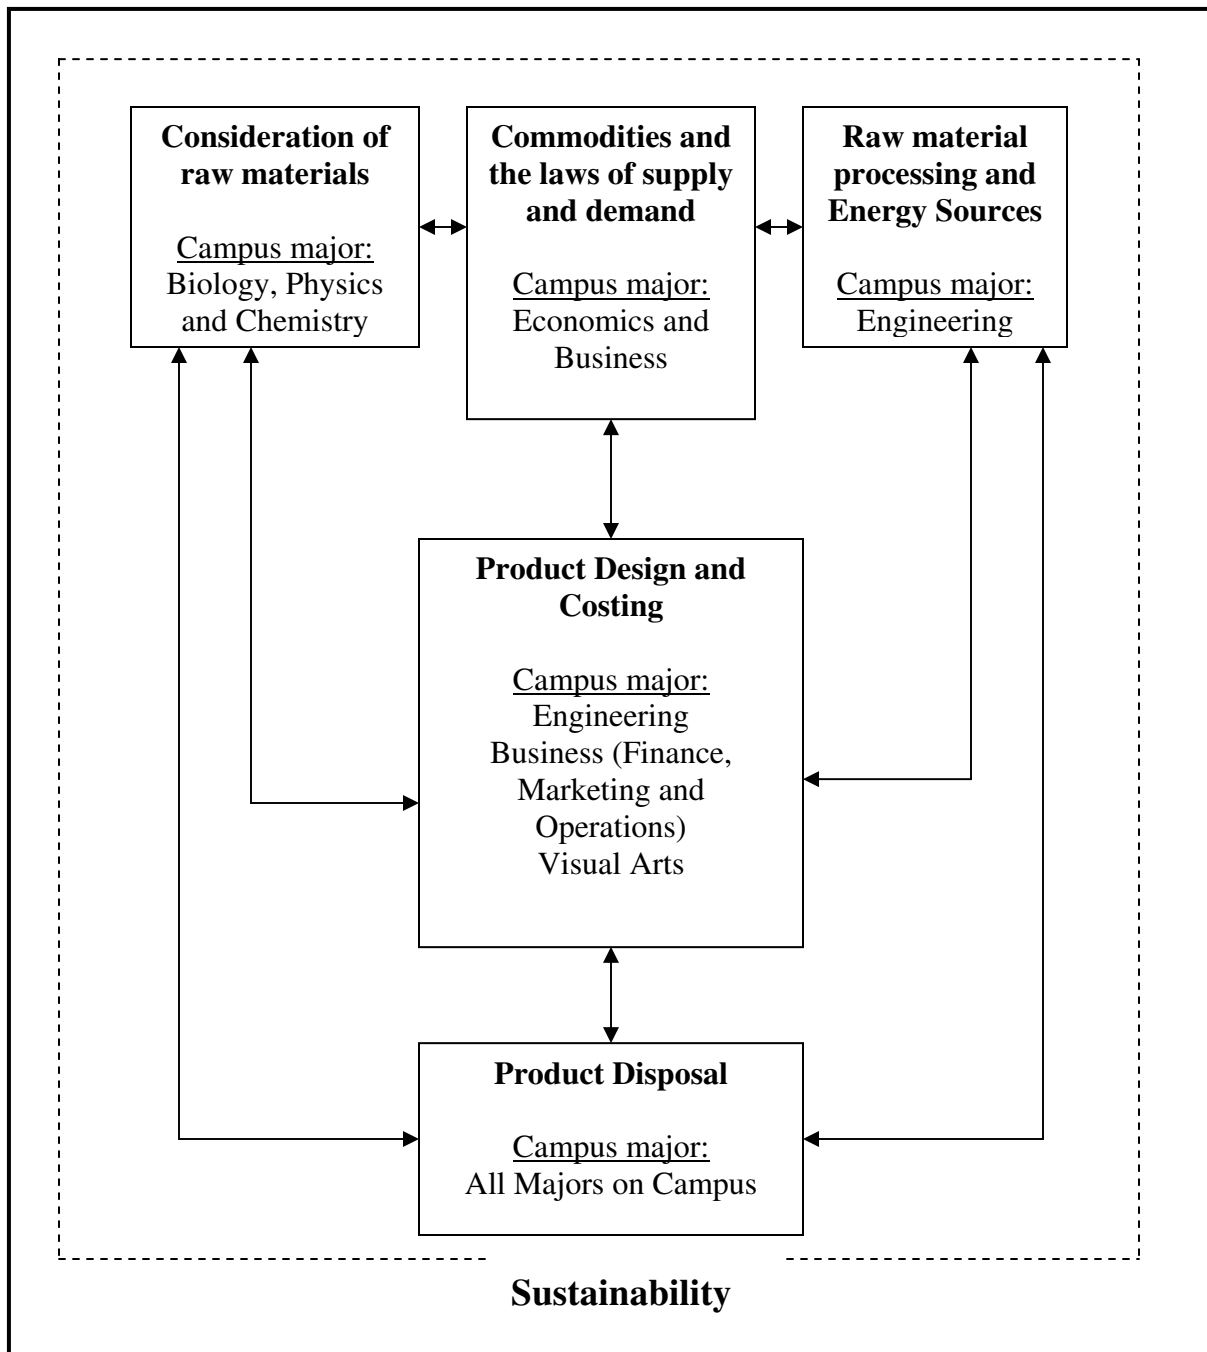 Consideration of
raw materials
Campus major:
Biology, Physics
and Chemistry
Commodities and
the laws of supply
and demand
Campus major:
Economics and
Business
Raw material
processing and
Energy Sources
Campus major:
Engineering
Product Design and
Costing
Campus major:
Engineering
Business (Finance,
Marketing and
Operations)
Visual Arts
Product Disposal
Campus major:
All Majors on Campus
Sustainability